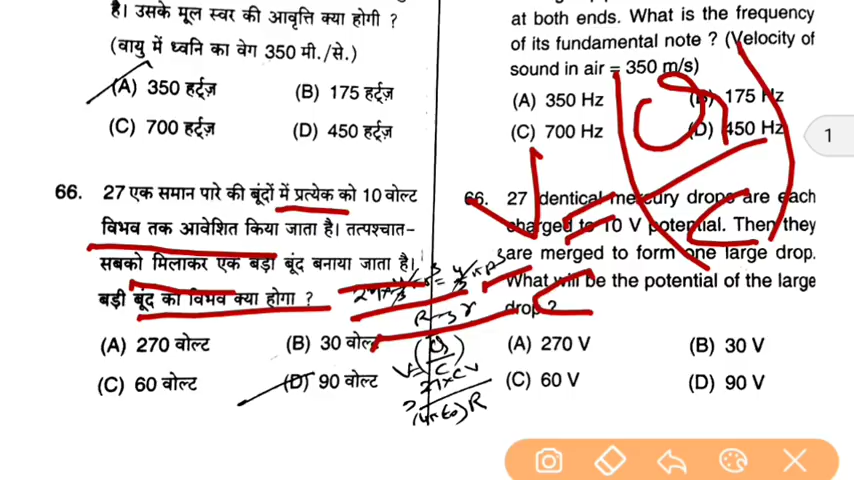 है। उसके मूल स्वर की आवृत्ति क्या होगी ?
(वायु में ध्वनि का वेग 350 मी./से.)
(A) 350 हर्ट्ज़ (B) 175 हर्ट्ज़
(C) 700 हर्ट्ज़ (D) 450 हर्ट्ज़
66. 27 एक समान पारे की बूंदों में प्रत्येक को 10 वोल्ट
विभव तक आवेशित किया जाता है। तत्पश्चात
सबको मिलाकर एक बड़ी बूंद बनाया जाता है।
बड़ी बूंद का विभव क्या होगा ?
(A) 270 वोल्ट (B) 30 वोल्ट
(C) 60 वोल्ट (D) 90 वोल्ट
at both ends. What is the frequency
of its fundamental note ? (Velocity of
sound in air = 350 m/s)
(A) 350 Hz (B) 175 Hz
(C) 700 Hz (D) 450 Hz
66. 27 identical mercury drops are each
charged to 10 V potential. Then they
are merged to form one large drop.
What will be the potential of the large
drop ?
(A) 270 V (B) 30 V
(C) 60 V (D) 90 V
1